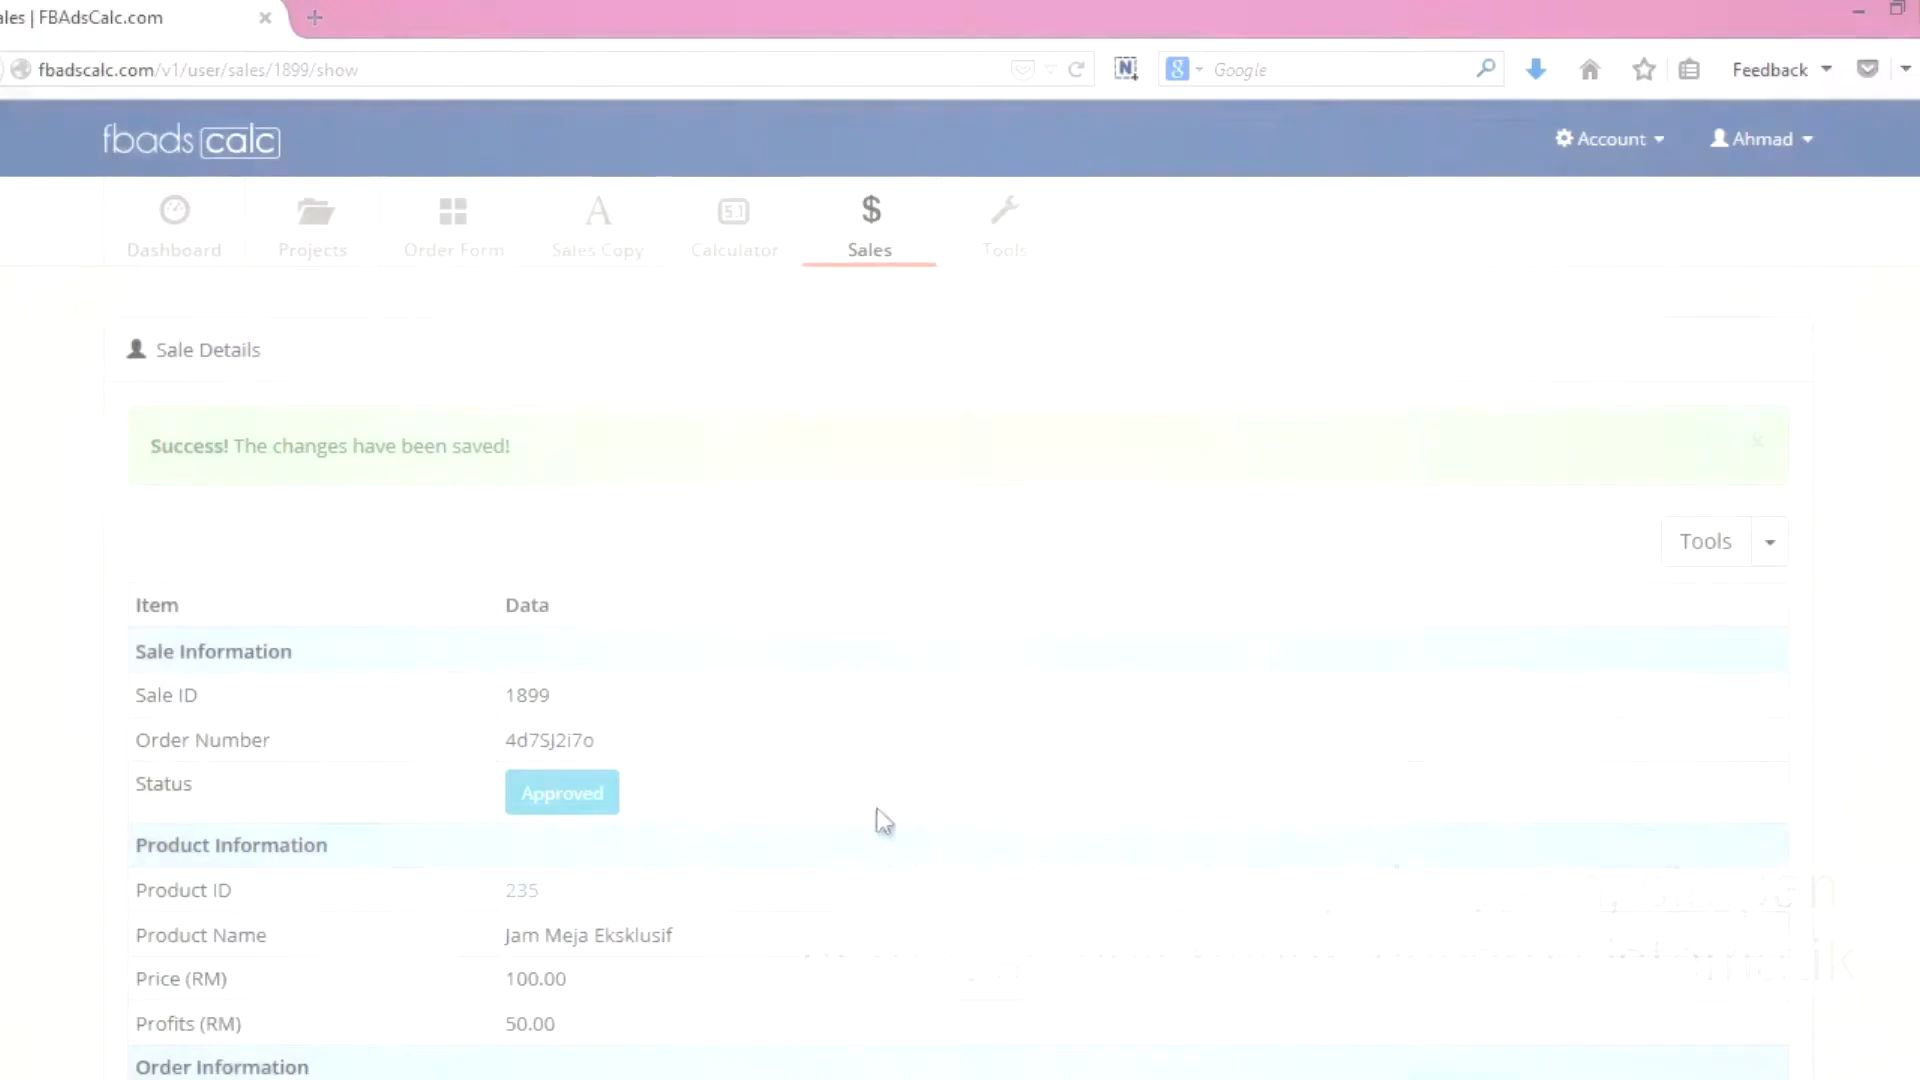 ales | FBAdsCalc.com
fbadscalc.com/v1/user/sales/1899/show
Google
Feedback
fbads calc
Account
Ahmad
Dashboard
Projects
Order Form
Sales Copy
5.1
Calculator
$
Sales
Tools
Sale Details
Success! The changes have been saved!
Tools
Item Data
Sale Information
Sale ID 1899
Order Number 4d7SJ2i7o
Status Approved
Product Information
Product ID 235
Product Name Jam Meja Eksklusif
Price (RM) 100.00
Profits (RM) 50.00
Order Information